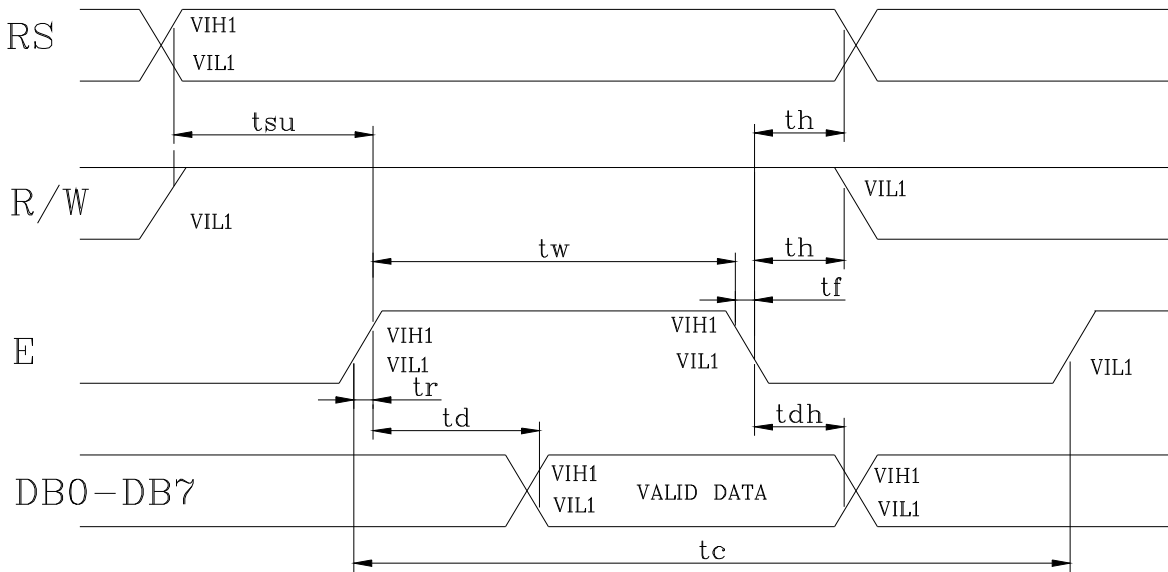 RS
VIH1
VIL1
tsu
th
R/W
VIL1
VIL1
tw
th
tf
E
VIH1
VIL1
VIH1
VIL1
VIL1
tr
td
tdh
DB0-DB7
VIH1
VIL1
VALID DATA
VIH1
VIL1
tc